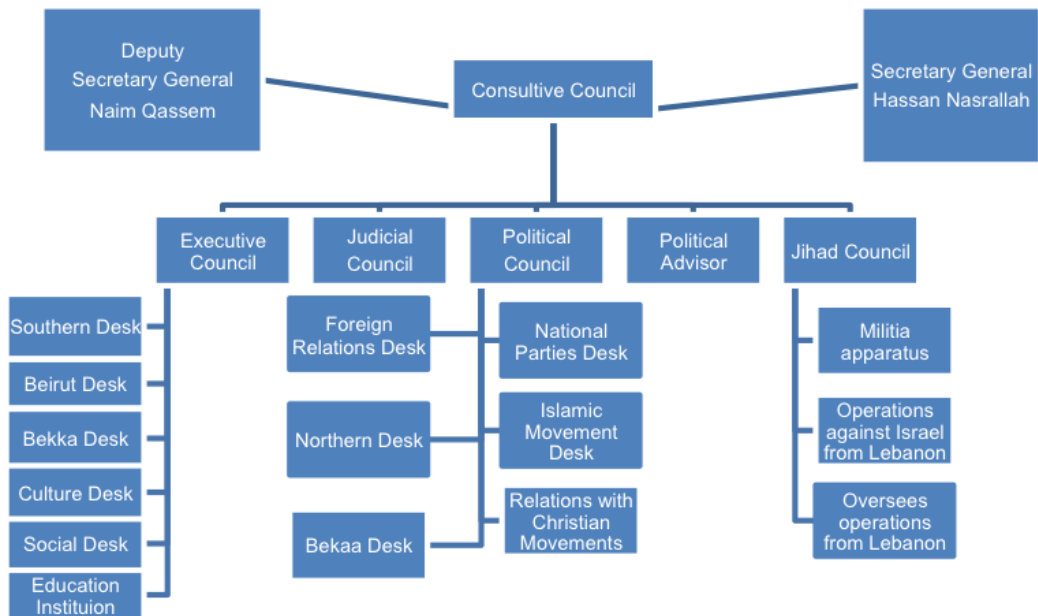 Deputy
Secretary General
Naim Qassem
Consultive Council
Secretary General
Hassan Nasrallah
Executive
Council
Judicial
Council
Political
Council
Political
Advisor
Jihad Council
Southern Desk
Beirut Desk
Bekka Desk
Culture Desk
Social Desk
Education
Instituion
Foreign
Relations Desk
Northern Desk
Bekaa Desk
National
Parties Desk
Islamic
Movement
Desk
Relations with
Christian
Movements
Militia
apparatus
Operations
against Israel
from Lebanon
Oversees
operations
from Lebanon